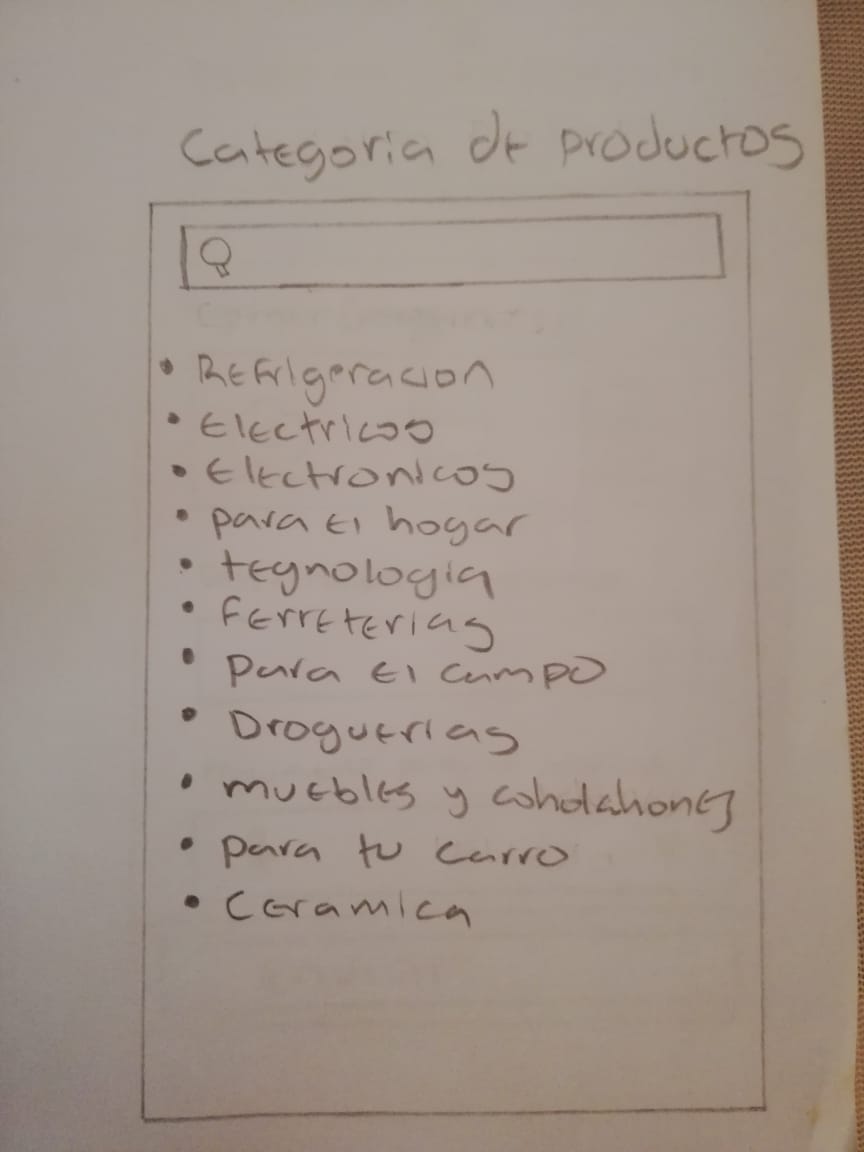 Categoria de productos
• Refrigeracion
• Electricos
• Electronicos
• para El hogar
• tegnologia
• Ferreterias
• para El campo
• Droguerias
• muebles y
• para tu carro
• Ceramica